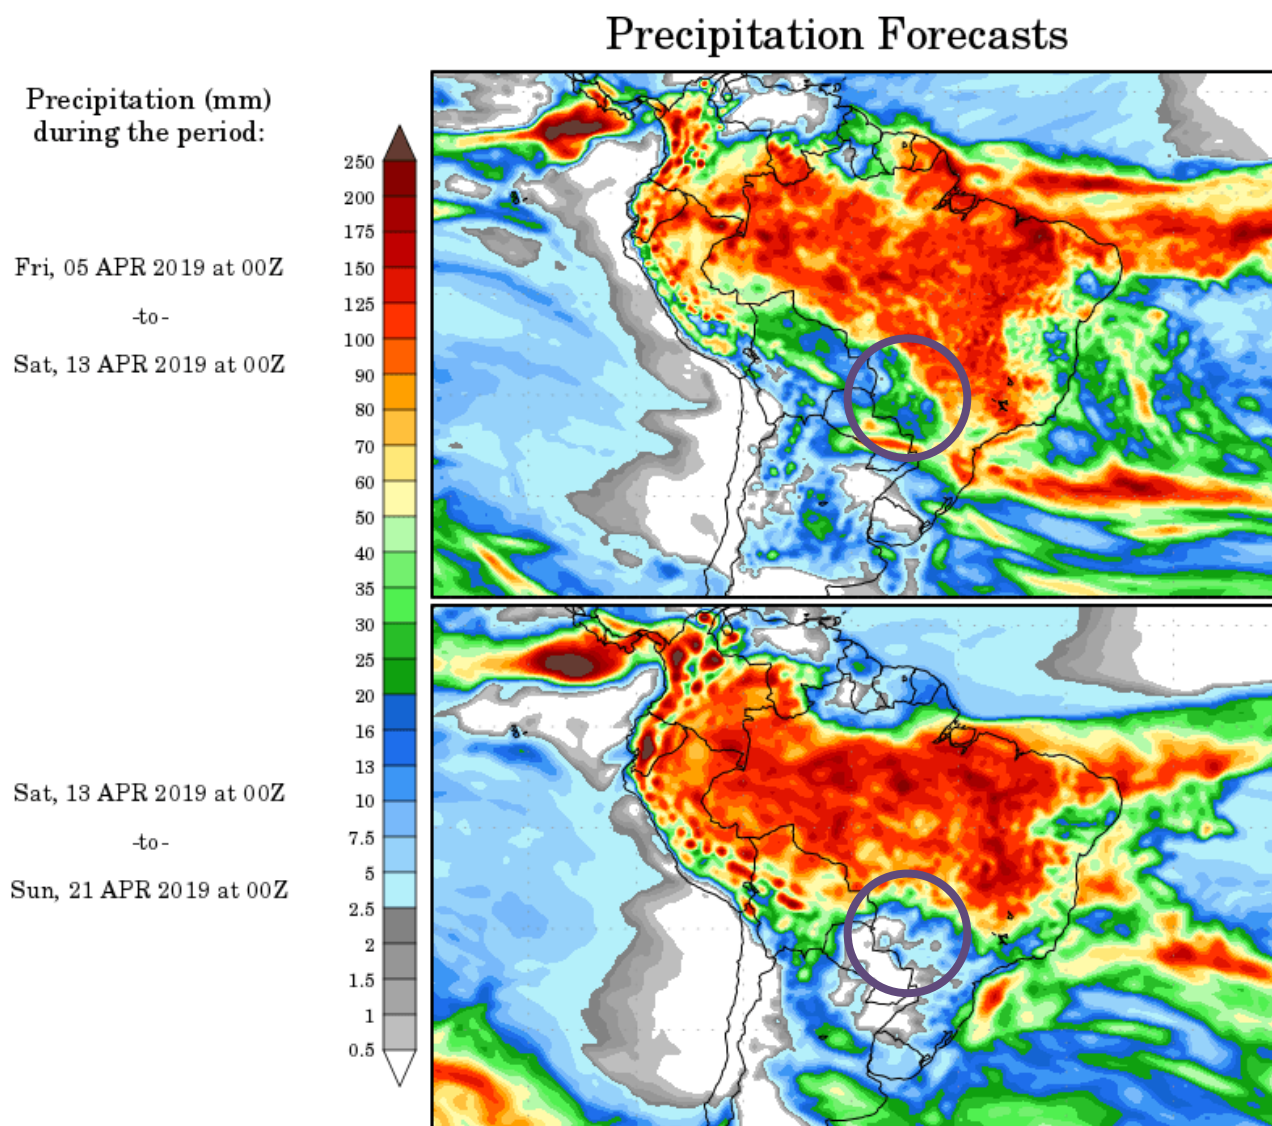 Precipitation Forecasts
Precipitation (mm)
during the period:
Fri, 05 APR 2019 at 00Z
-to-
Sat, 13 APR 2019 at 00Z
Sat, 13 APR 2019 at 00Z
-to-
Sun, 21 APR 2019 at 00Z
250
200
175
150
125
100
90
80
70
60
50
40
35
30
25
20
16
13
10
7.5
5
2.5
2
1.5
1
0.5